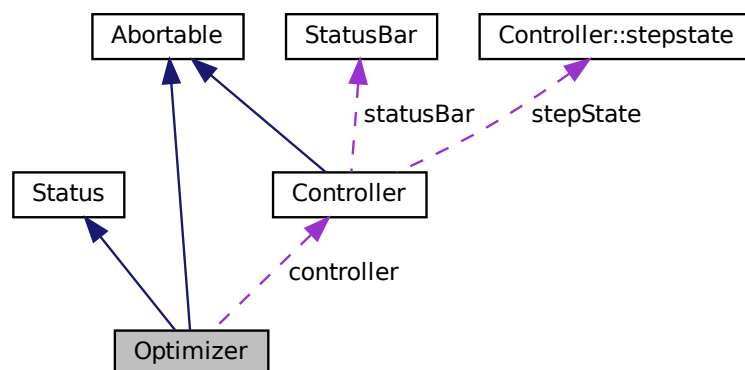 Abortable
StatusBar
Controller::stepstate
statusBar
stepState
Status
Controller
controller
Optimizer